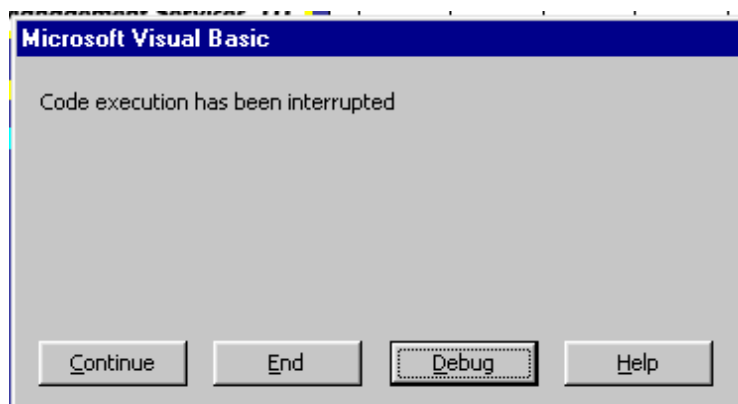 Microsoft Visual Basic
Code execution has been interrupted
Continue End Debug Help